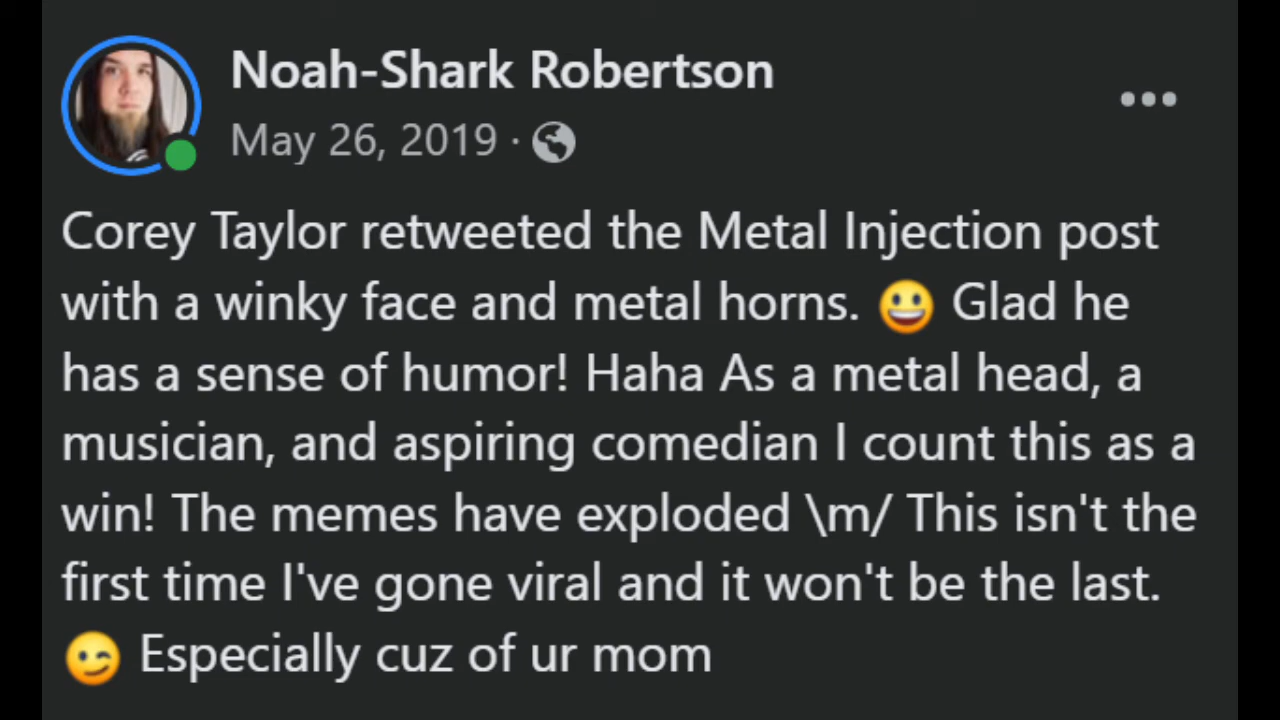 Noah-Shark Robertson
May 26, 2019 ·
Corey Taylor retweeted the Metal Injection post
with a winky face and metal horns. 😃 Glad he
has a sense of humor! Haha As a metal head, a
musician, and aspiring comedian I count this as a
win! The memes have exploded \m/ This isn't the
first time I've gone viral and it won't be the last.
😉 Especially cuz of ur mom